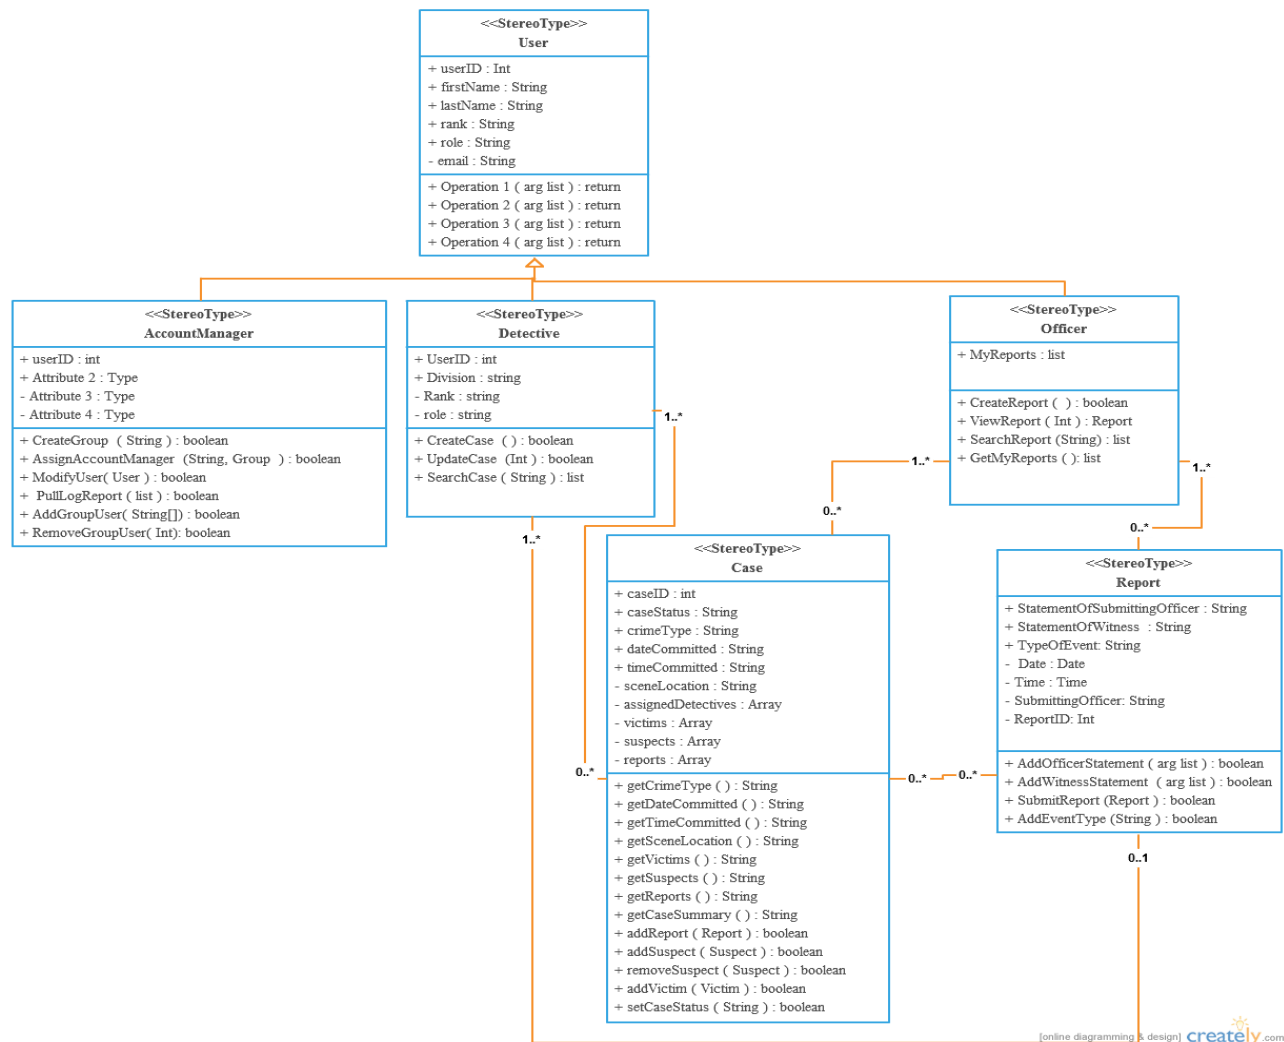 <<StereoType>>
User
+ userID : Int
+ firstName : String
+ lastName : String
+ rank : String
+ role : String
- email : String
+ Operation 1 ( arg list ) : return
+ Operation 2 ( arg list ) : return
+ Operation 3 ( arg list ) : return
+ Operation 4 ( arg list ) : return
<<StereoType>>
AccountManager
+ userID : int
+ Attribute 2 : Type
- Attribute 3 : Type
- Attribute 4 : Type
+ CreateGroup ( String ) : boolean
+ AssignAccountManager (String, Group ) : boolean
+ ModifyUser( User ) : boolean
+ PullLogReport ( list ) : boolean
+ AddGroupUser( String[]) : boolean
+ RemoveGroupUser( Int): boolean
<<StereoType>>
Detective
+ UserID : int
+ Division : string
- Rank : string
- role : string
+ CreateCase ( ): boolean
+ UpdateCase (Int ) : boolean
+ SearchCase ( String ) : list
1..*
1..*
<<StereoType>>
Officer
+ MyReports : list
+ CreateReport ( ) : boolean
+ ViewReport ( Int ) : Report
+ SearchReport (String) : list
+ GetMyReports ( ): list
1..*
1..*
0..*
0..*
<<StereoType>>
Case
+ caseID : int
+ caseStatus : String
+ crimeType : String
+ dateCommitted : String
+ timeCommitted : String
- sceneLocation : String
- assignedDetectives : Array
- victims : Array
- suspects : Array
- reports : Array
+ getCrimeType ( ) : String
+ getDateCommitted ( ) : String
+ getTimeCommitted ( ) : String
+ getSceneLocation ( ) : String
+ getVictims ( ) : String
+ getSuspects ( ) : String
+ getReports ( ) : String
+ getCaseSummary ( ) : String
+ addReport ( Report ) : boolean
+ addSuspect ( Suspect ) : boolean
+ removeSuspect ( Suspect ) : boolean
+ addVictim ( Victim ) : boolean
+ setCaseStatus ( String ) : boolean
0..*
0..*
0..*
<<StereoType>>
Report
+ StatementOfSubmittingOfficer : String
+ StatementOfWitness : String
+ TypeOfEvent: String
- Date : Date
- Time : Time
- SubmittingOfficer: String
- ReportID: Int
+ AddOfficerStatement ( arg list ) : boolean
+ AddWitnessStatement ( arg list ) : boolean
+ SubmitReport (Report ) : boolean
+ AddEventType (String ) : boolean
0..1
[online diagramming & design] creately.com